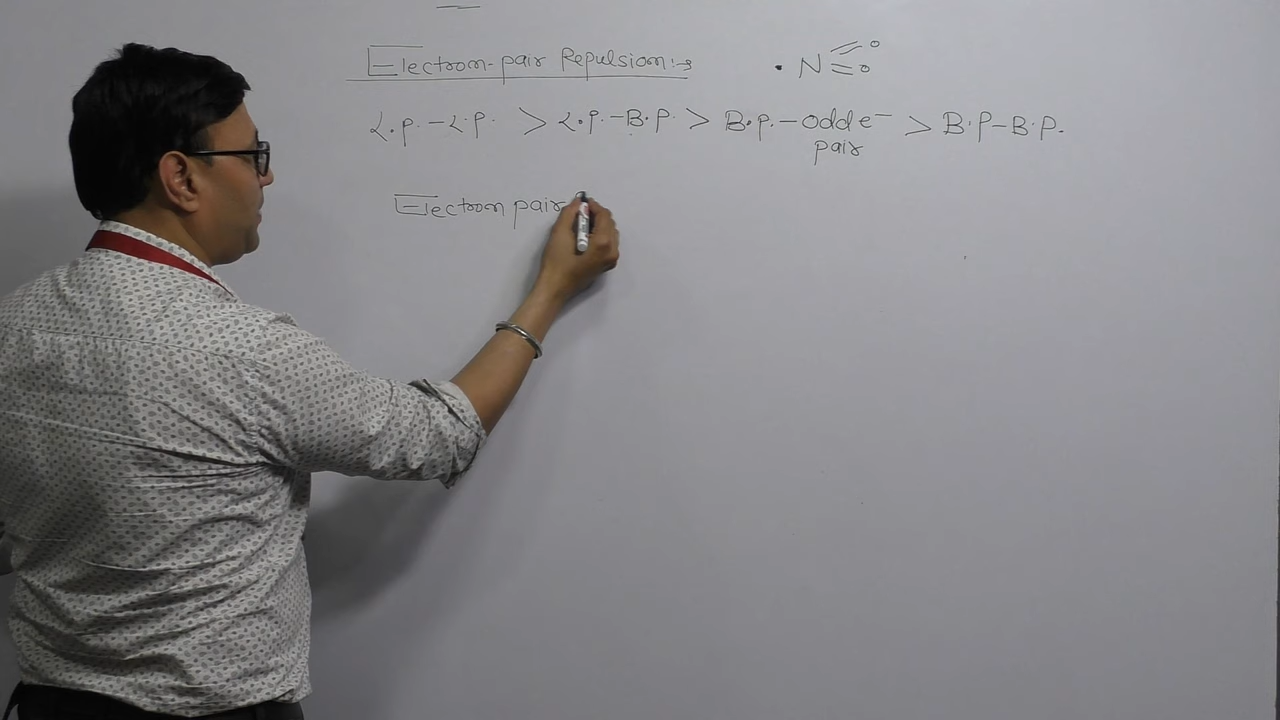 Electron-pair Repulsion:→
• N = o
= o
L.P. – L.P. > L.P. – B.P. > B.P. – odd e⁻ > B.P – B.P.
pair
Electron pair